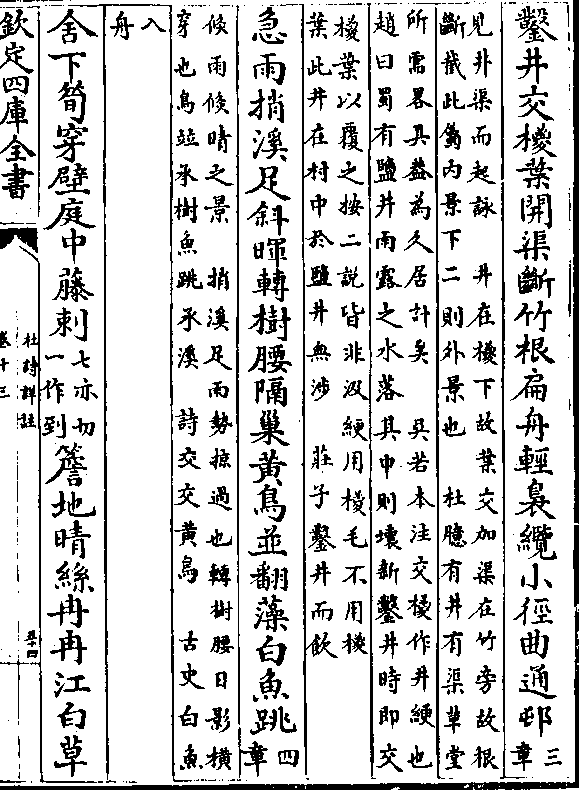 鑿井交椶葉開渠斷竹根扁舟輕褭纜小徑曲通邨三章
見井渠而起詠 井在椶下故葉交加渠在竹旁故根
斷截此篇内景下二則外景也 杜臆有井有渠草堂
所需畧具葢為久居計矣 吳若本注交椶作井綆也
趙曰蜀有鹽井雨露之水落其中則壞新鑿井時即交
椶葉以覆之按二説皆非汲綆用椶毛不用椶
葉此井在村中於鹽井無涉 莊子鑿井而飲
急雨捎溪足斜暉轉樹腰隔巢黄鳥並翻藻白魚跳四章
候雨候晴之景 捎溪足雨勢掠過也轉樹腰日影橫
穿也鳥竝承樹魚跳承溪 詩交交黄鳥 古史白魚
入
舟
舍下筍穿壁庭中藤刺七亦切一作到簷地晴絲冉冉江白草
欽定四庫全書
杜詩詳註
卷十三
五十四